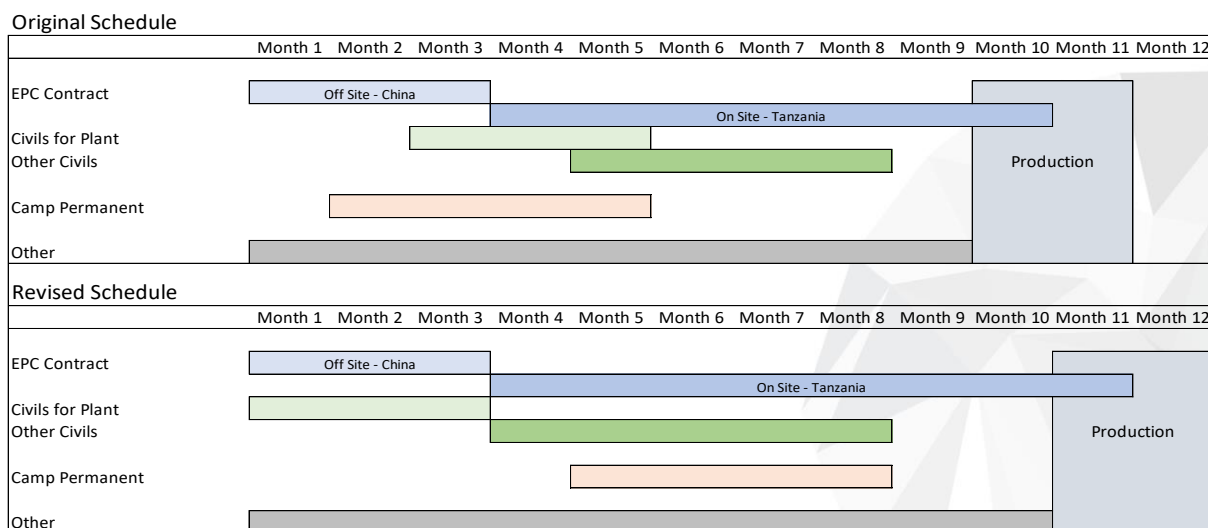 Original Schedule
Month 1 Month 2 Month 3 Month 4 Month 5 Month 6 Month 7 Month 8 Month 9 Month 10 Month 11 Month 12
EPC Contract Off Site - China
On Site - Tanzania
Civils for Plant
Other Civils Production
Camp Permanent
Other
Revised Schedule
Month 1 Month 2 Month 3 Month 4 Month 5 Month 6 Month 7 Month 8 Month 9 Month 10 Month 11 Month 12
EPC Contract Off Site - China
On Site - Tanzania
Civils for Plant
Other Civils Production
Camp Permanent
Other